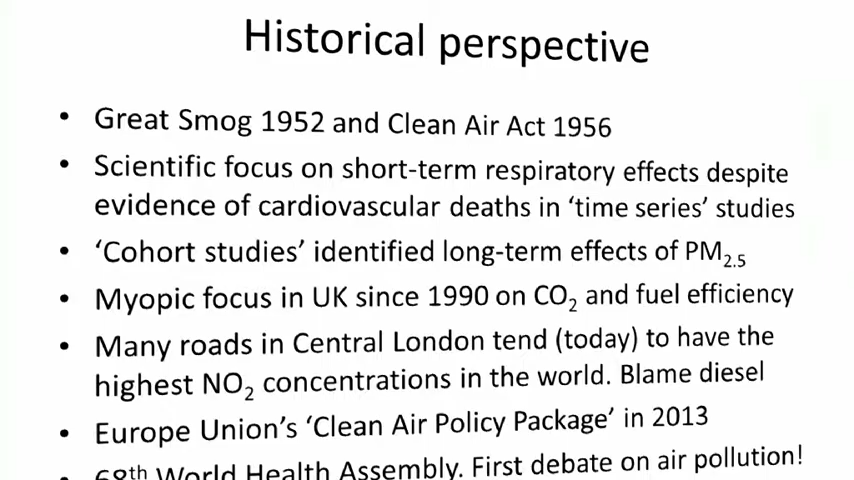 Historical perspective
• Great Smog 1952 and Clean Air Act 1956
• Scientific focus on short-term respiratory effects despite
evidence of cardiovascular deaths in ‘time series’ studies
• ‘Cohort studies’ identified long-term effects of PM2.5
• Myopic focus in UK since 1990 on CO2 and fuel efficiency
• Many roads in Central London tend (today) to have the
highest NO2 concentrations in the world. Blame diesel
• Europe Union’s ‘Clean Air Policy Package’ in 2013
• 68th World Health Assembly. First debate on air pollution!